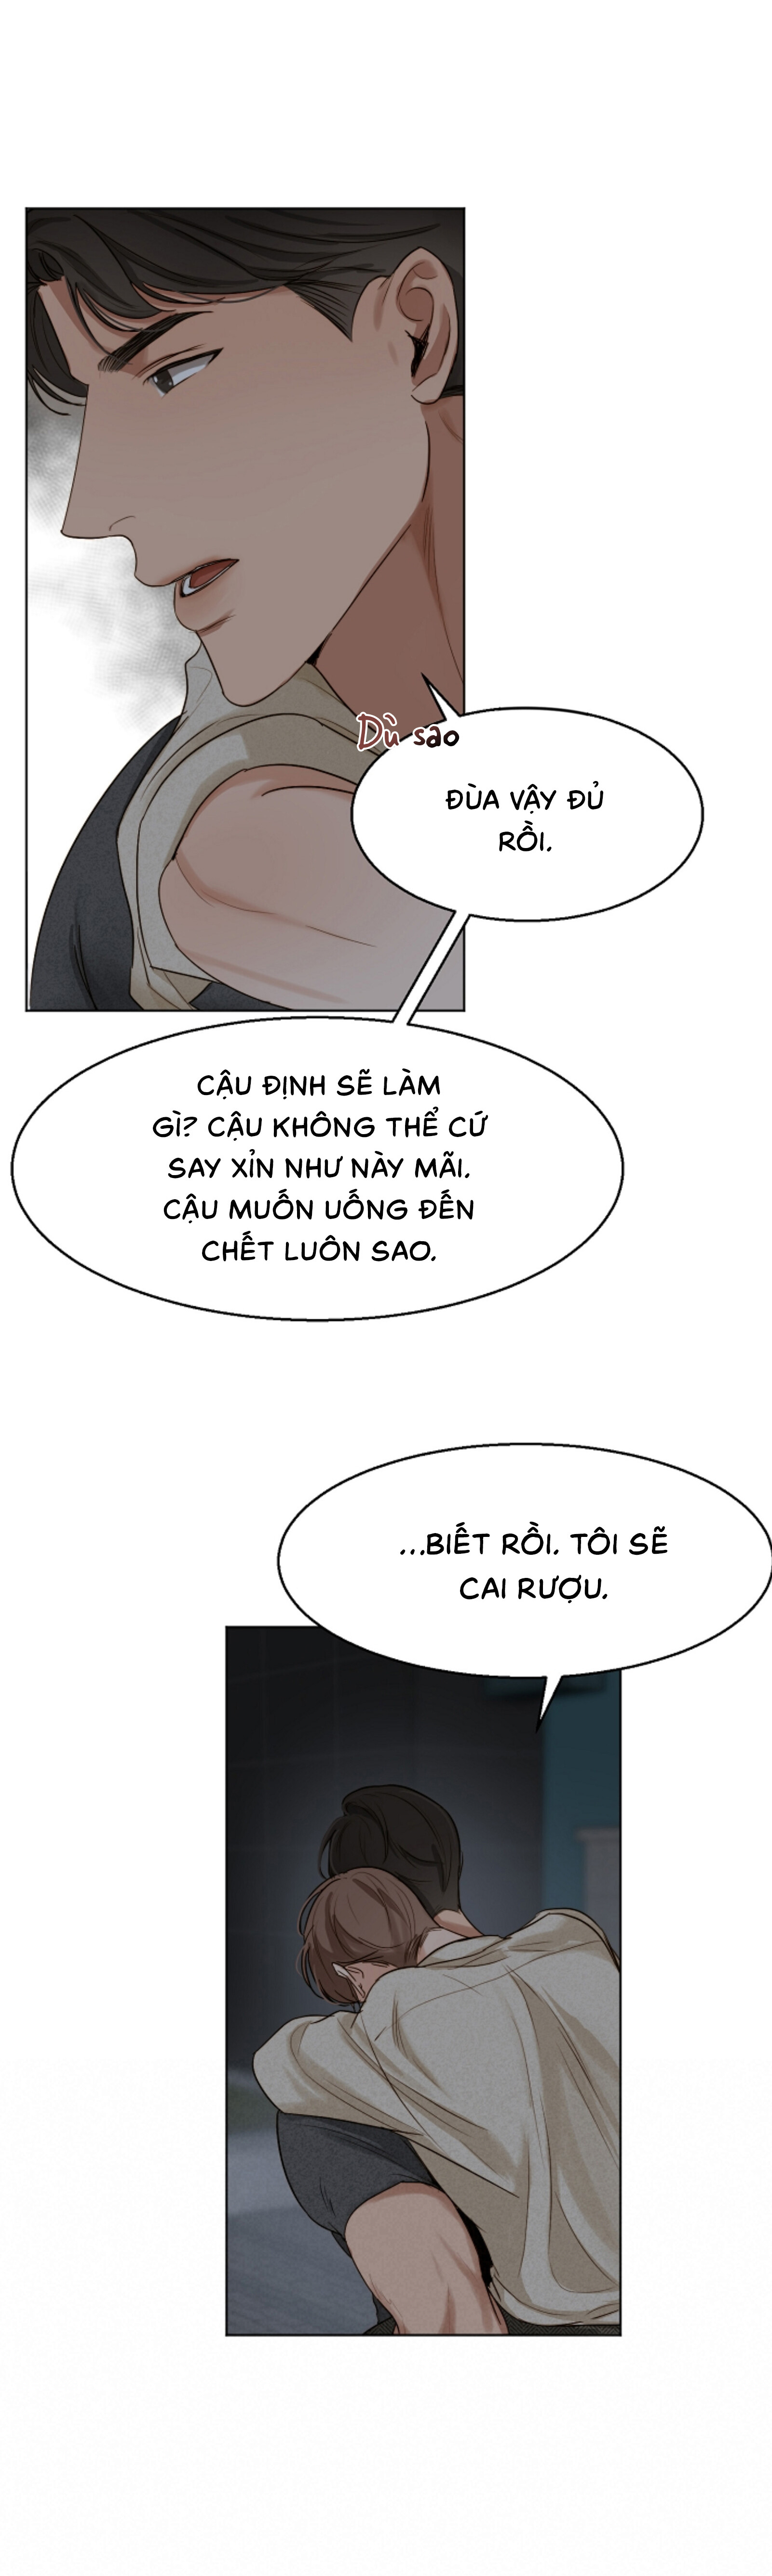 Dù sao
ĐÙA VẬY ĐỦ
RỒI.
CẬU ĐỊNH SẼ LÀM
GÌ? CẬU KHÔNG THỂ CỨ
SAY XỈN NHƯ NÀY MÃI.
CẬU MUỐN UỐNG ĐẾN
CHẾT LUÔN SAO.
...BIẾT RỒI. TÔI SẼ
CAI RƯỢU.